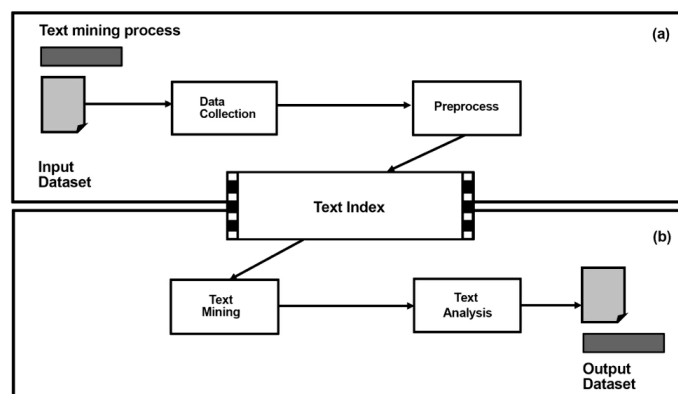 Text mining process
(a)
Data
Collection
Preprocess
Input
Dataset
Text Index
(b)
Text
Mining
Text
Analysis
Output
Dataset